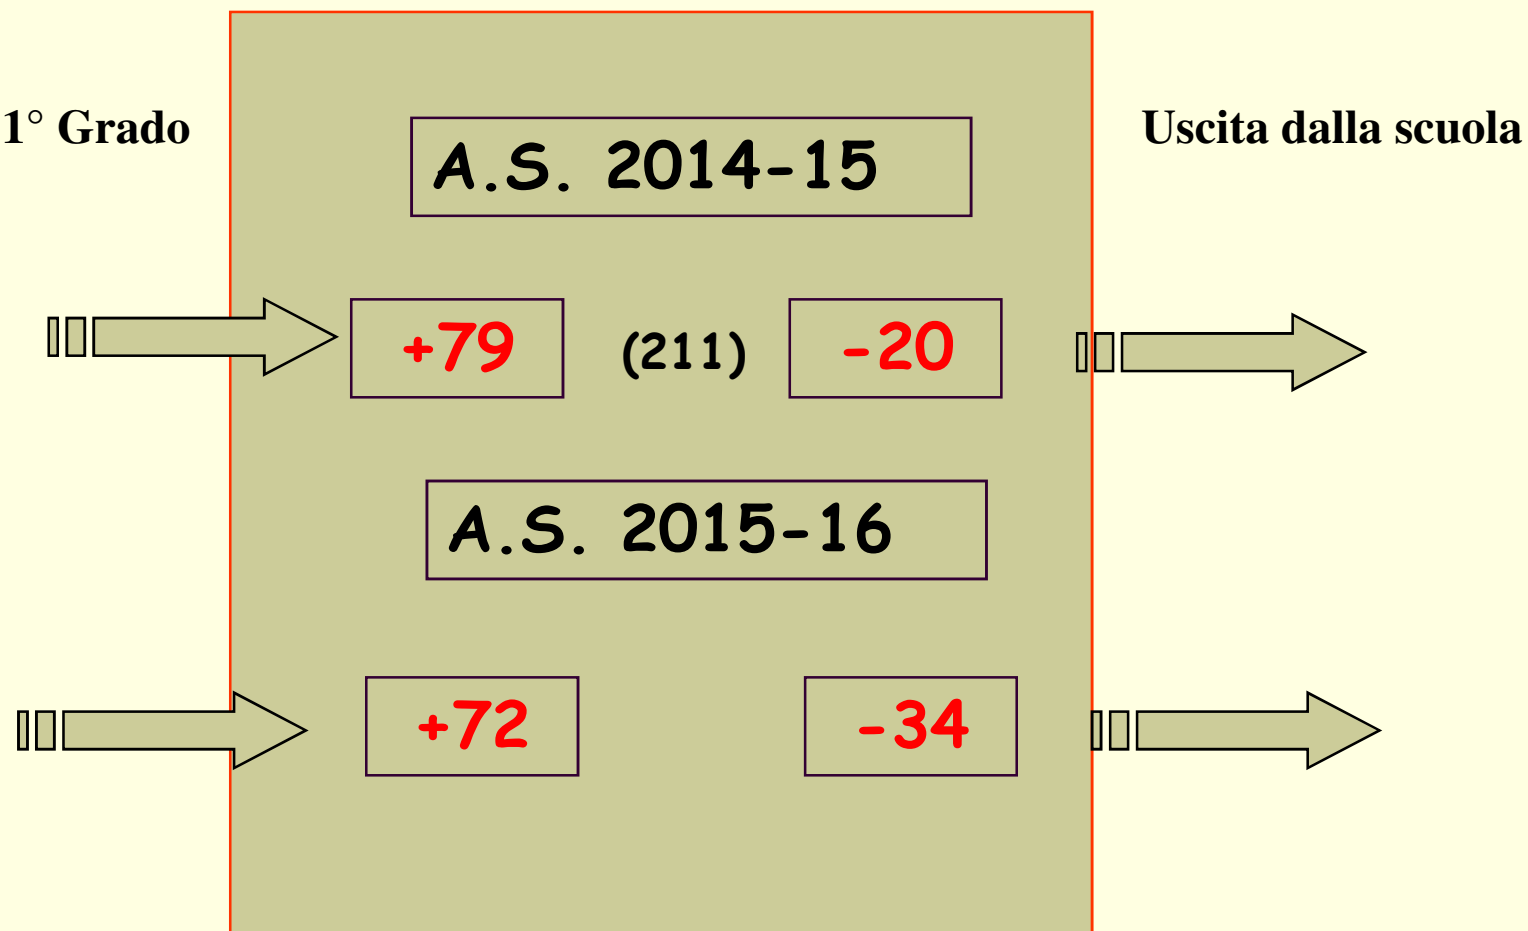 1° Grado
Uscita dalla scuola
A.S. 2014-15
+79 (211) -20
A.S. 2015-16
+72 -34